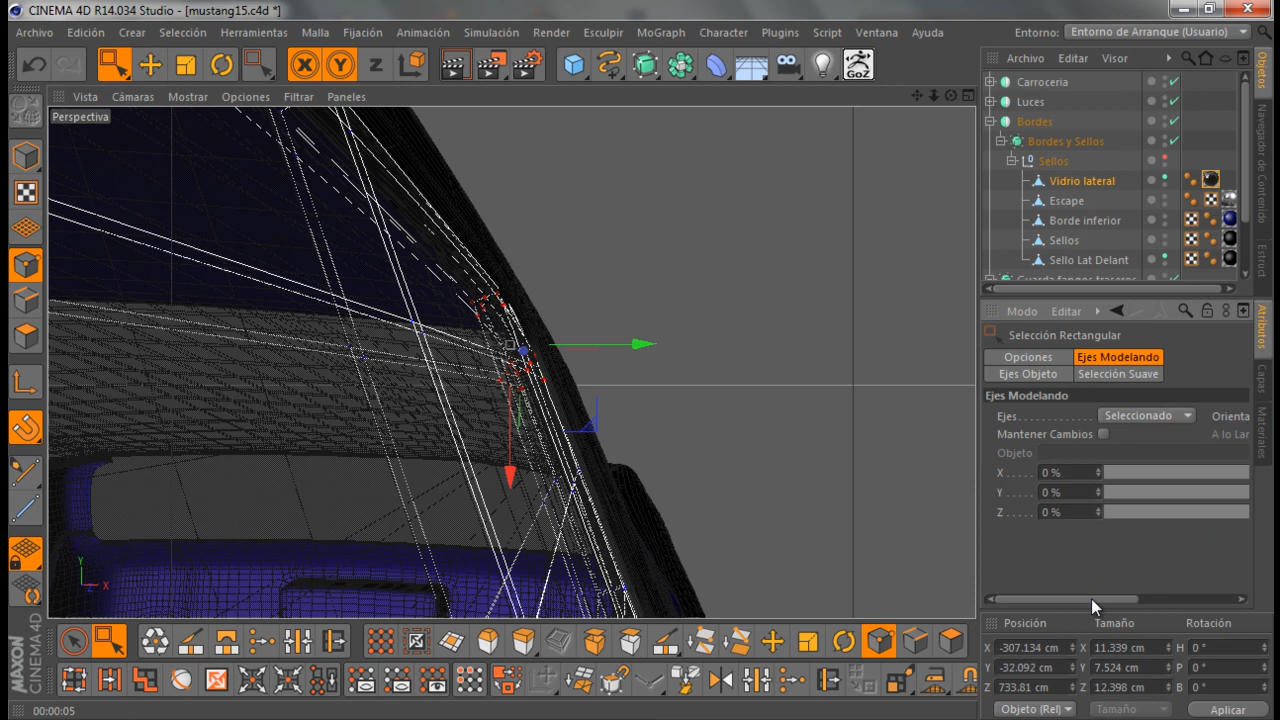 CINEMA 4D R14.034 Studio - [mustang15.c4d *]
Archivo Edición Crear Selección Herramientas Malla Fijación Animación Simulación Render Esculpir MoGraph Character Plugins Script Ventana Ayuda Entorno: Entorno de Arranque (Usuario)
X Y Z GoZ
Archivo Editar Visor
Vista Cámaras Mostrar Opciones Filtrar Paneles
Perspectiva
Carroceria
Luces
Bordes
Bordes y Sellos
Sellos
Vidrio lateral
Escape
Borde inferior
Sellos
Sello Lat Delant
Guarda fangos traseros
Objetos
Navegador de Contenido
Estruct
Modo Editar
Selección Rectangular
Opciones Ejes Modelando
Ejes Objeto Selección Suave
Ejes Modelando
Ejes Seleccionado Orienta
Mantener Cambios A lo Lar
Objeto
X 0 %
Y 0 %
Z 0 %
Atributos
Capas
Materiales
Y
Z X
Posición Tamaño Rotación
X -307.134 cm X 11.339 cm H 0 °
Y -32.092 cm Y 7.524 cm P 0 °
Z 733.81 cm Z 12.398 cm B 0 °
Objeto (Rel) Tamaño Aplicar
MAXON
CINEMA 4D
00:00:05